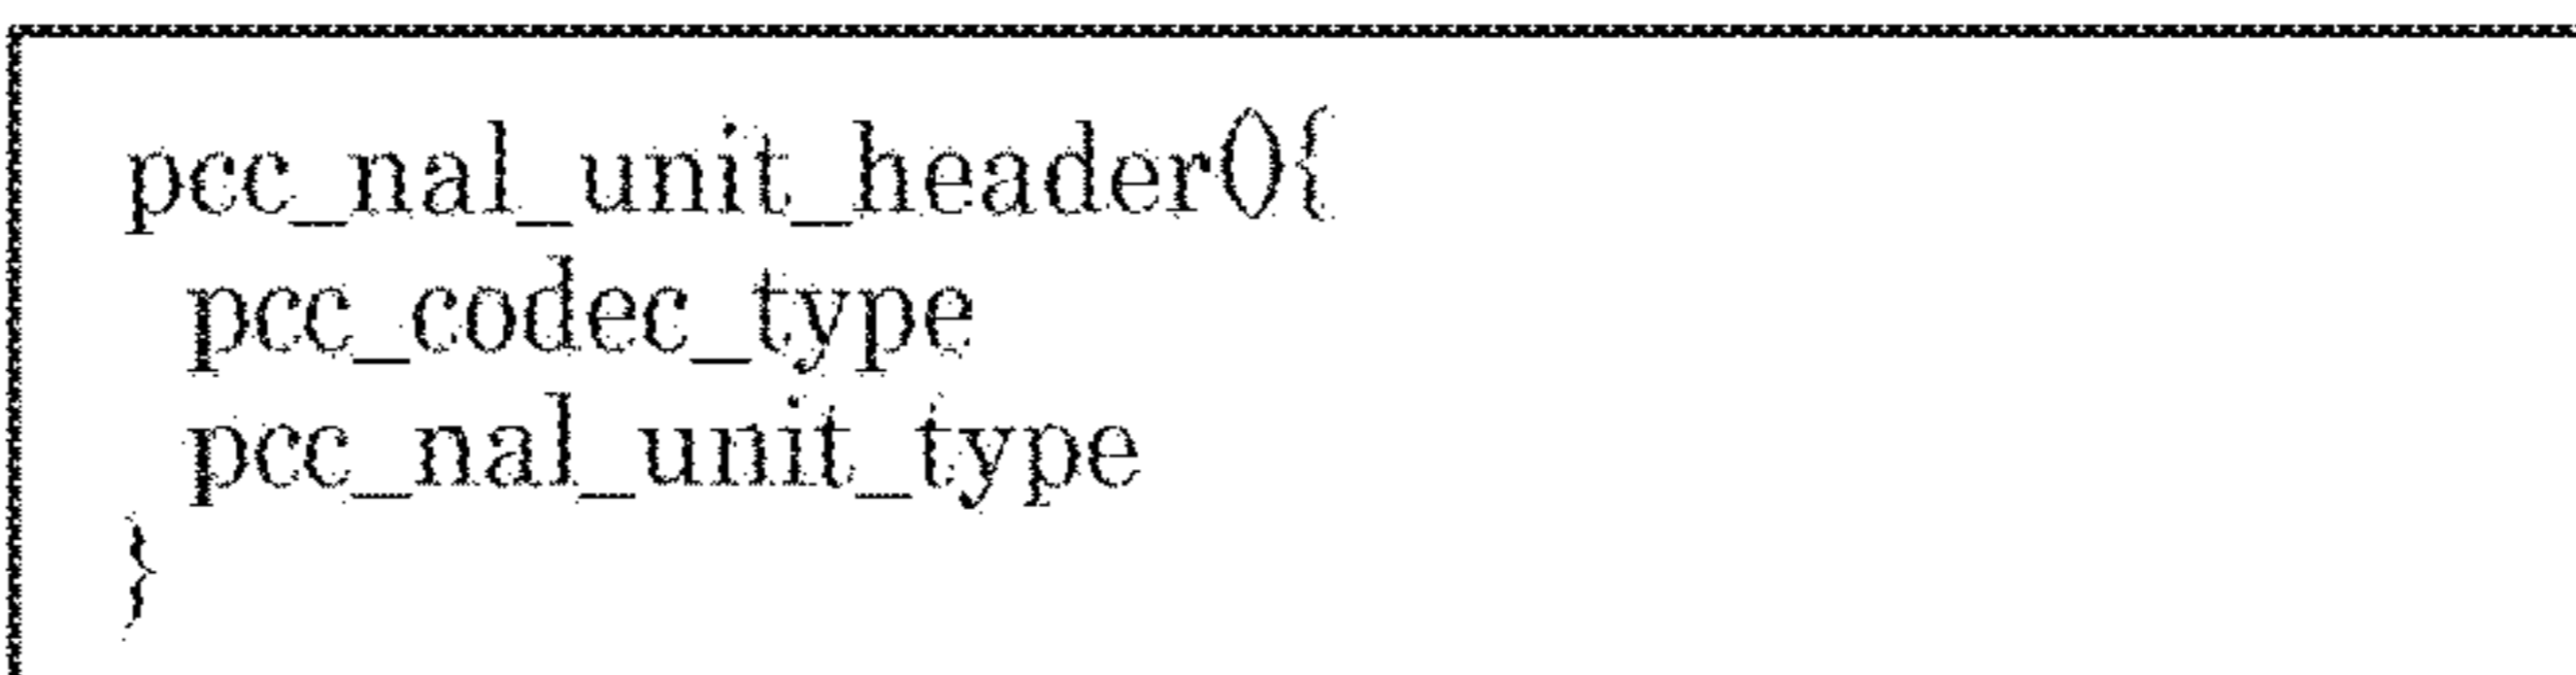 pcc_nal_unit_header(){
pcc_codec_type
pcc_nal_unit_type
}